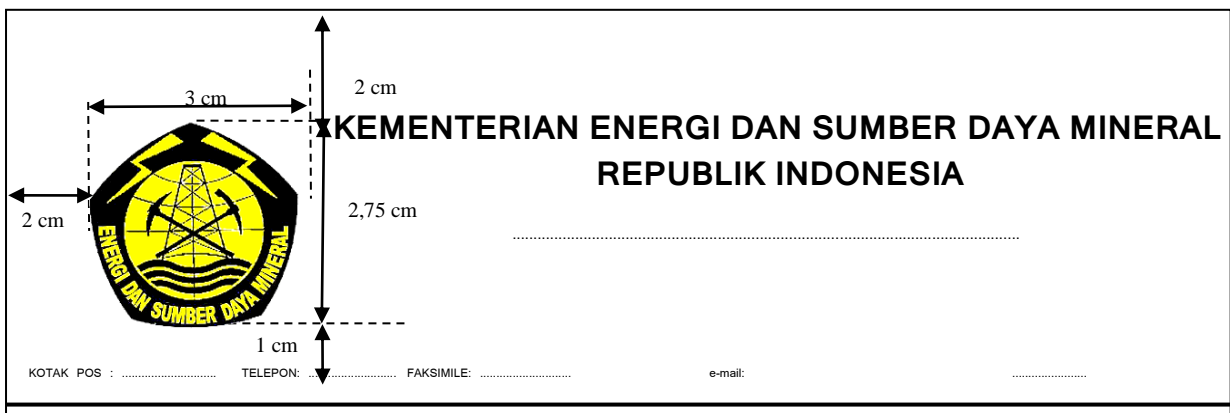 2 cm
3 cm
KEMENTERIAN ENERGI DAN SUMBER DAYA MINERAL
REPUBLIK INDONESIA
2 cm
2,75 cm
................................................................................
ENERGI DAN SUMBER DAYA MINERAL
1 cm
KOTAK POS : ............................. TELEPON: ........................... FAKSIMILE: ............................ e-mail: .......................